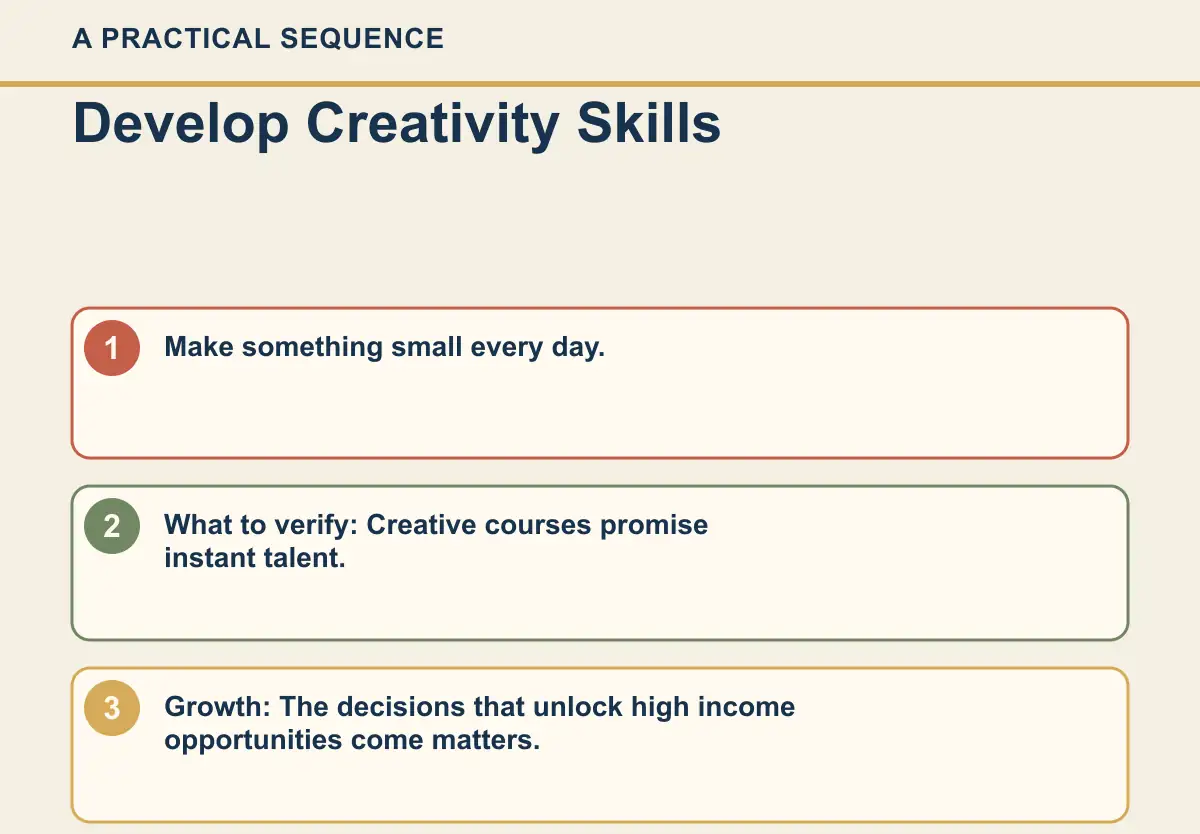 A PRACTICAL SEQUENCE
Develop Creativity Skills
1
Make something small every day.
2
What to verify: Creative courses promise
instant talent.
3
Growth: The decisions that unlock high income
opportunities come matters.